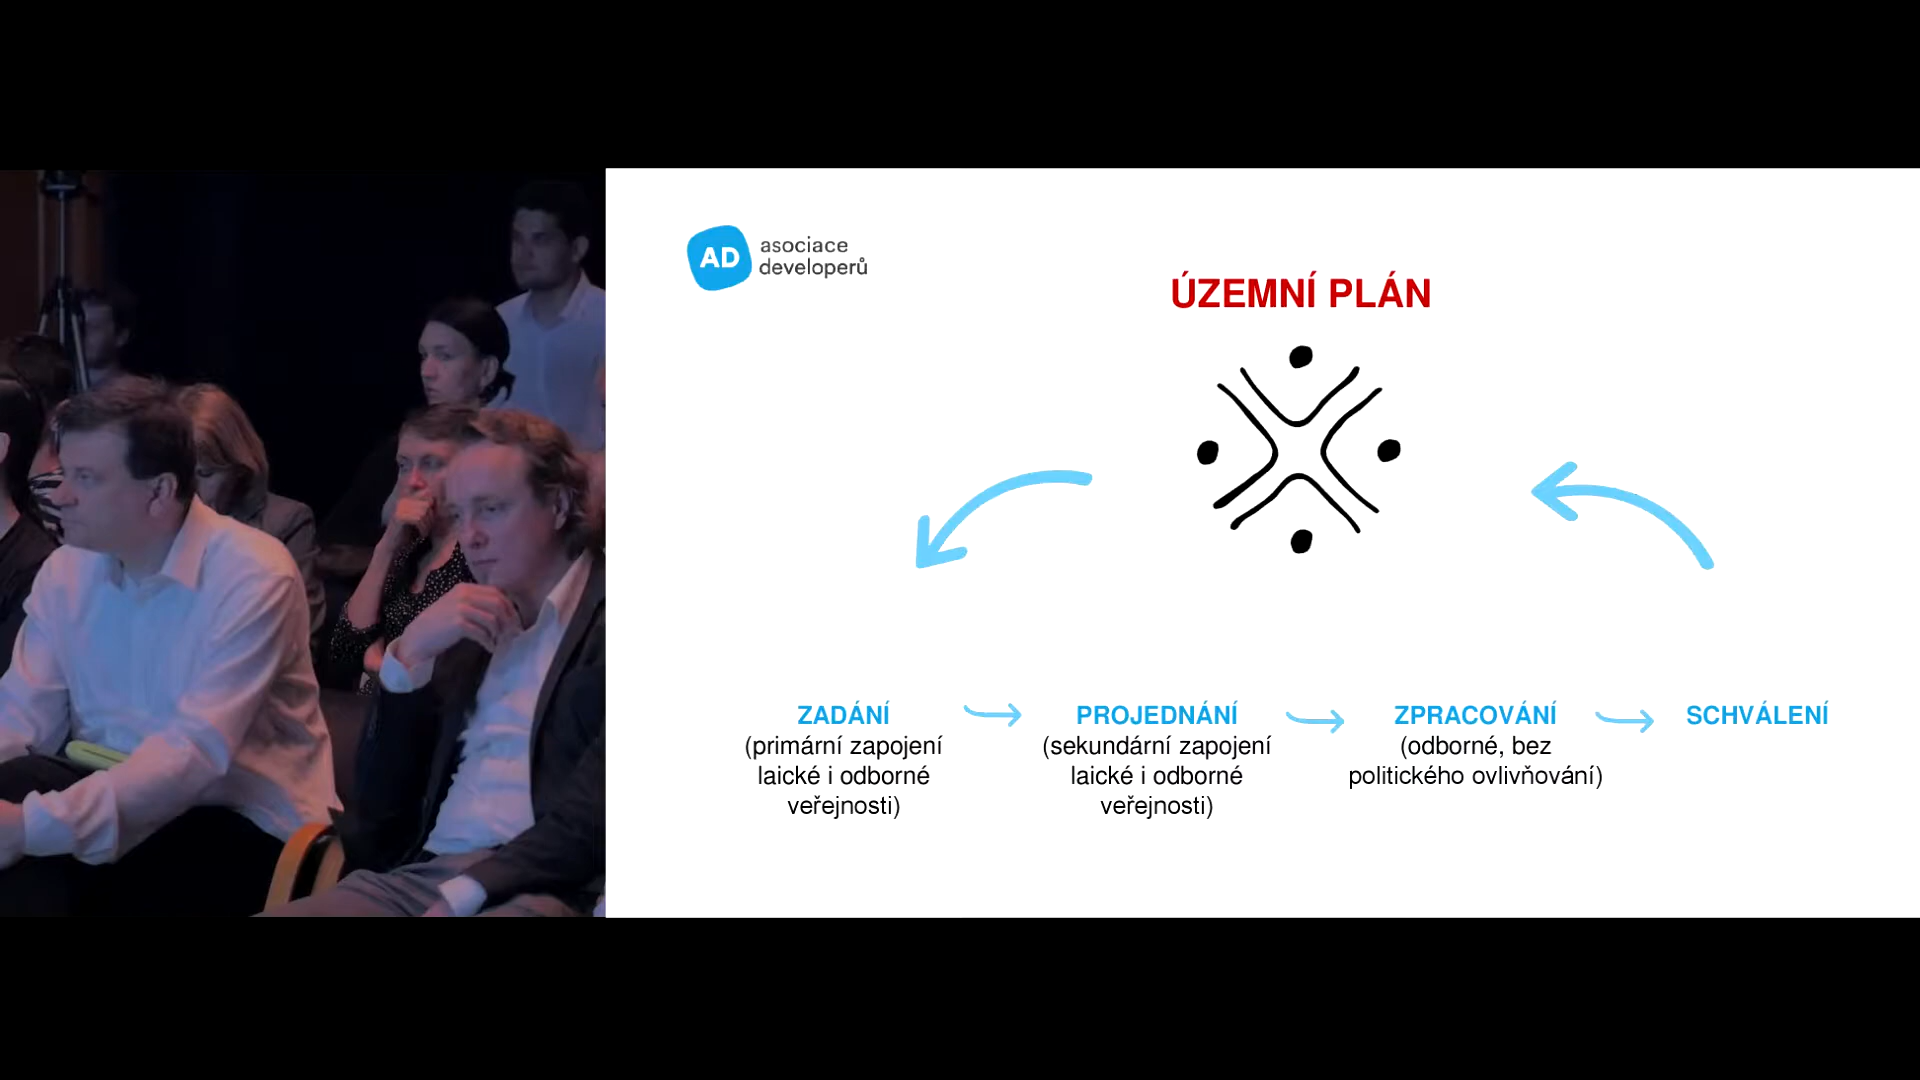 AD
asociace
developerů
ÚZEMNÍ PLÁN
ZADÁNÍ
(primární zapojení
laické i odborné
veřejnosti)
PROJEDNÁNÍ
(sekundární zapojení
laické i odborné
veřejnosti)
ZPRACOVÁNÍ
(odborné, bez
politického ovlivňování)
SCHVÁLENÍ